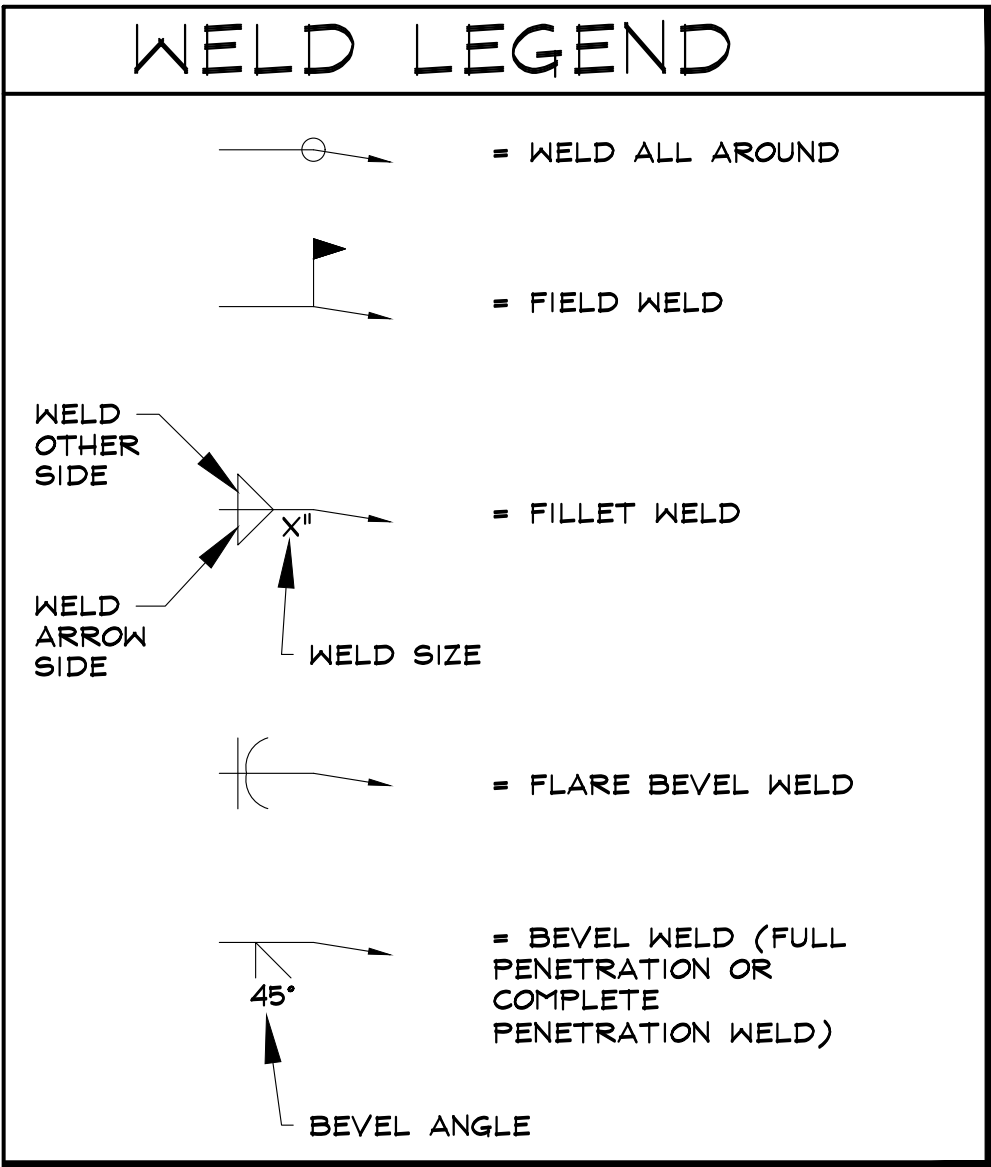 WELD LEGEND
= WELD ALL AROUND
= FIELD WELD
WELD
OTHER
SIDE
X"
= FILLET WELD
WELD
ARROW
SIDE
WELD SIZE
= FLARE BEVEL WELD
= BEVEL WELD (FULL
PENETRATION OR
COMPLETE
PENETRATION WELD)
45°
BEVEL ANGLE